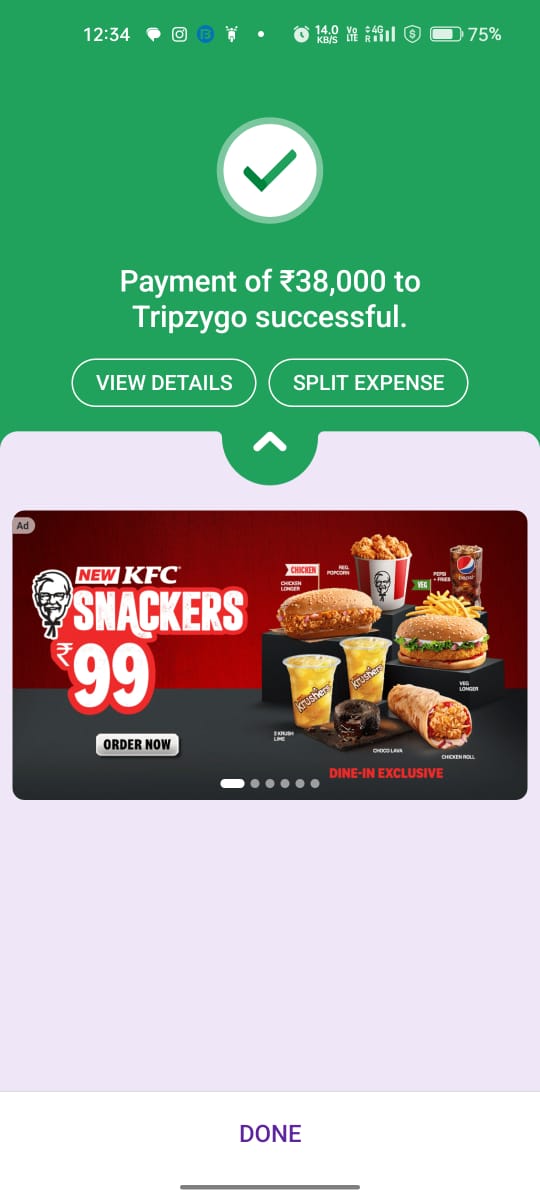 12:34
14.0
KB/S
Vo
LTE
4G
R
75%
Payment of ₹38,000 to
Tripzygo successful.
VIEW DETAILS
SPLIT EXPENSE
Ad
NEW KFC
SNACKERS
₹99
ORDER NOW
CHICKEN
CHICKEN
LONGER
REG.
POPCORN
VEG
PEPSI
+ FRIES
pepsi
VEG
LONGER
krushers
krushers
2 KRUSH
LIME
CHOCO LAVA
CHICKEN ROLL
DINE-IN EXCLUSIVE
DONE